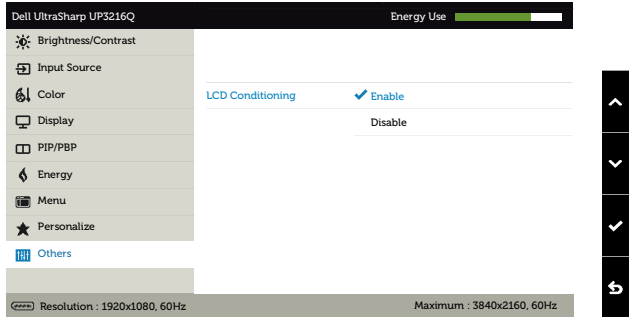 Dell UltraSharp UP3216Q
Energy Use
Brightness/Contrast
Input Source
Color
LCD Conditioning
Enable
Display
Disable
PIP/PBP
Energy
Menu
Personalize
Others
Resolution : 1920x1080, 60Hz
Maximum : 3840x2160, 60Hz